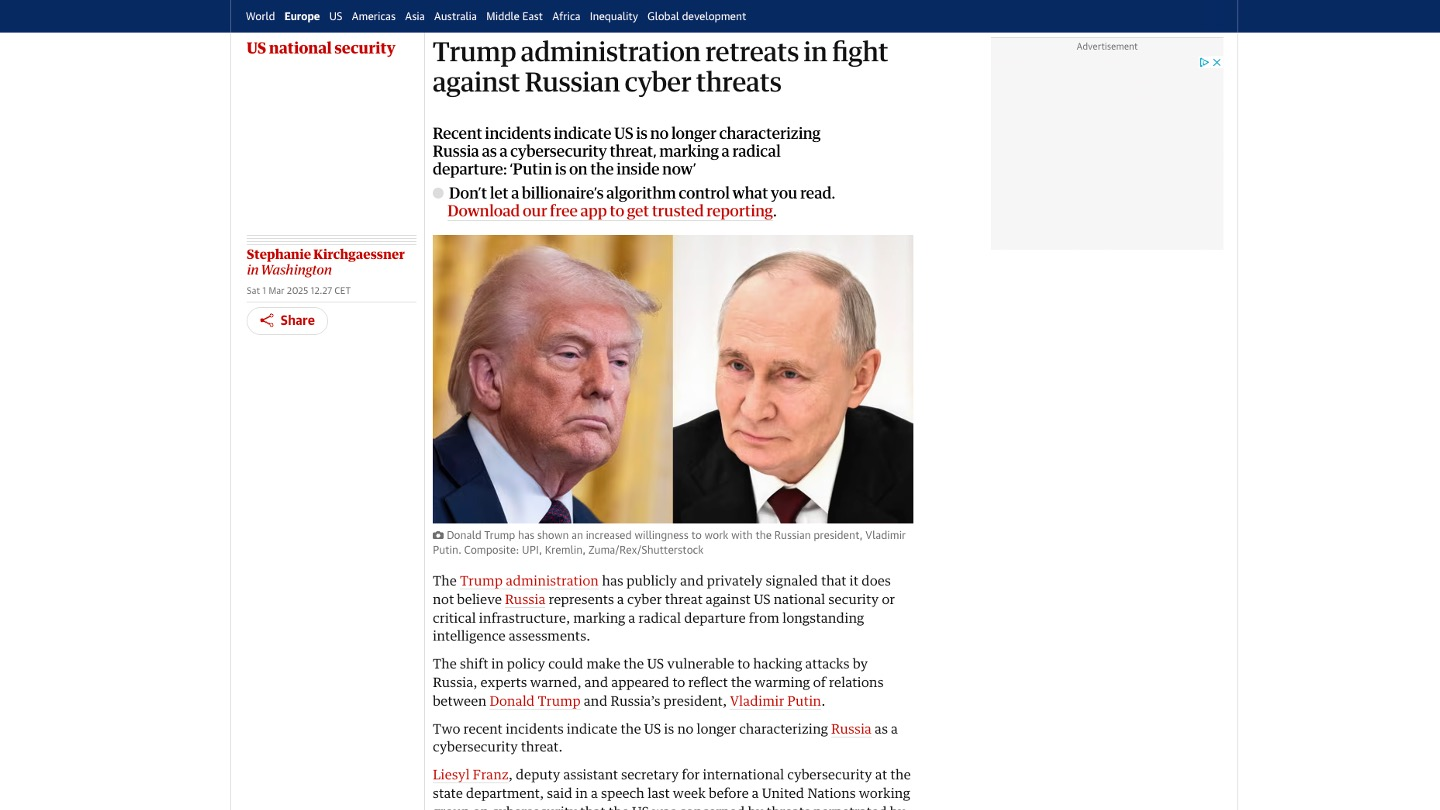 World Europe US Americas Asia Australia Middle East Africa Inequality Global development
US national security
Trump administration retreats in fight
against Russian cyber threats
Recent incidents indicate US is no longer characterizing
Russia as a cybersecurity threat, marking a radical
departure: ‘Putin is on the inside now’
Don’t let a billionaire’s algorithm control what you read.
Download our free app to get trusted reporting.
Stephanie Kirchgaessner
in Washington
Sat 1 Mar 2025 12.27 CET
Share
Advertisement
Donald Trump has shown an increased willingness to work with the Russian president, Vladimir
Putin. Composite: UPI, Kremlin, Zuma/Rex/Shutterstock
The Trump administration has publicly and privately signaled that it does
not believe Russia represents a cyber threat against US national security or
critical infrastructure, marking a radical departure from longstanding
intelligence assessments.
The shift in policy could make the US vulnerable to hacking attacks by
Russia, experts warned, and appeared to reflect the warming of relations
between Donald Trump and Russia’s president, Vladimir Putin.
Two recent incidents indicate the US is no longer characterizing Russia as a
cybersecurity threat.
Liesyl Franz, deputy assistant secretary for international cybersecurity at the
state department, said in a speech last week before a United Nations working